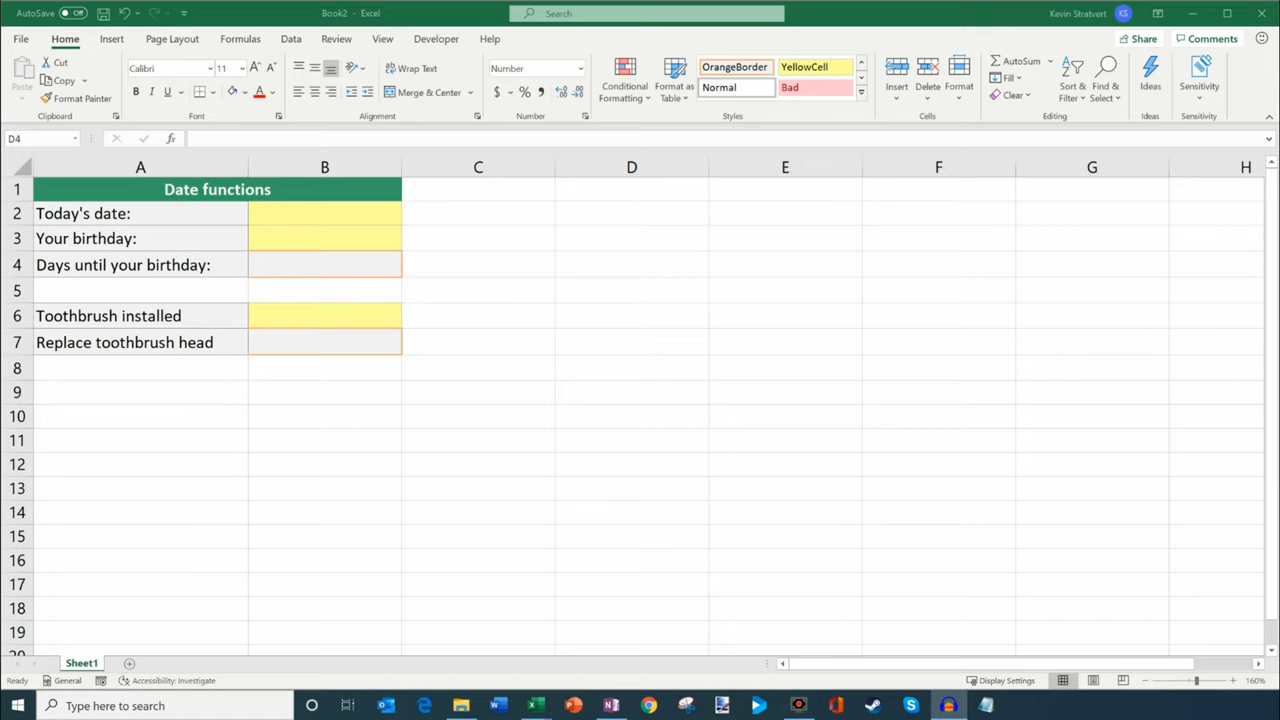 AutoSave Off Book2 - Excel Search Kevin Stratvert KS
File Home Insert Page Layout Formulas Data Review View Developer Help Share Comments
Paste Cut Copy Format Painter Clipboard
Calibri 11 A A B I U A Font
Wrap Text Merge & Center Alignment
Number $ % Number
Conditional Formatting Format as Table OrangeBorder YellowCell Normal Bad Styles
Insert Delete Format Cells
AutoSum Fill Clear Sort & Filter Find & Select Editing
Ideas Ideas
Sensitivity Sensitivity
D4 fx
A B C D E F G H
1 Date functions
2 Today's date:
3 Your birthday:
4 Days until your birthday:
5
6 Toothbrush installed
7 Replace toothbrush head
8
9
10
11
12
13
14
15
16
17
18
19
20
Sheet1
Ready General Accessibility: Investigate Display Settings 160%
Type here to search